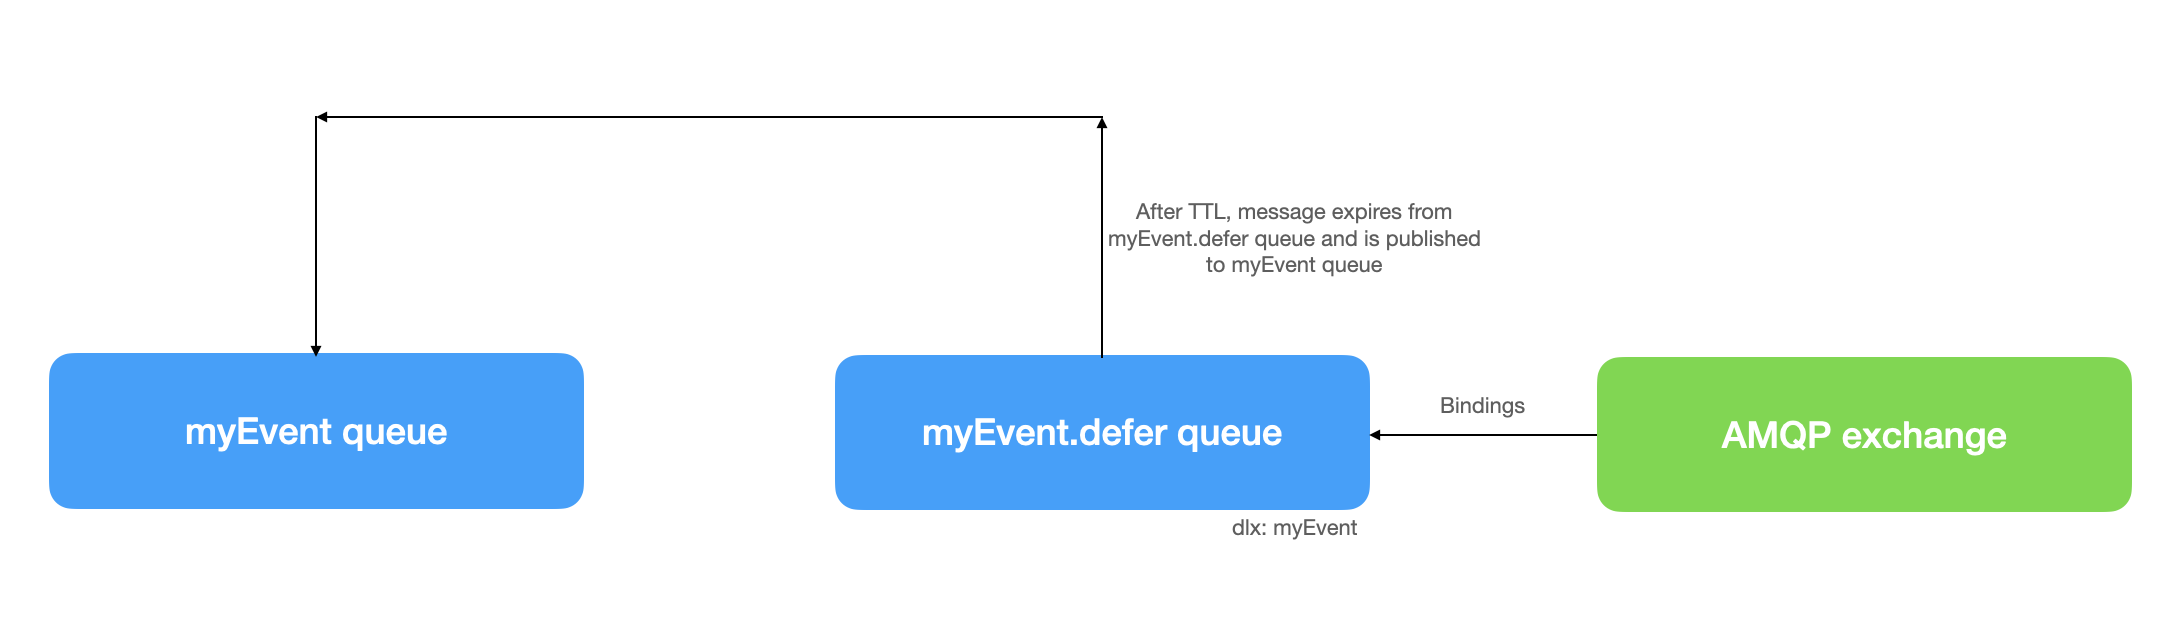 After TTL, message expires from
myEvent.defer queue and is published
to myEvent queue
myEvent queue
myEvent.defer queue
Bindings
AMQP exchange
dlx: myEvent